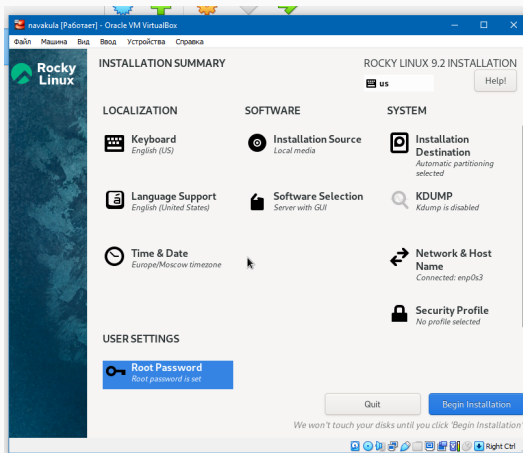 navakula [Работает] - Oracle VM VirtualBox
Файл Машина Вид Ввод Устройства Справка
Rocky
Linux
INSTALLATION SUMMARY
ROCKY LINUX 9.2 INSTALLATION
us
Help!
LOCALIZATION
SOFTWARE
SYSTEM
Keyboard
English (US)
Installation Source
Local media
Installation
Destination
Automatic partitioning
selected
Language Support
English (United States)
Software Selection
Server with GUI
KDUMP
Kdump is disabled
Time & Date
Europe/Moscow timezone
Network & Host
Name
Connected: enp0s3
Security Profile
No profile selected
USER SETTINGS
Root Password
Root password is set
Quit
Begin Installation
We won't touch your disks until you click 'Begin Installation'
Right Ctrl